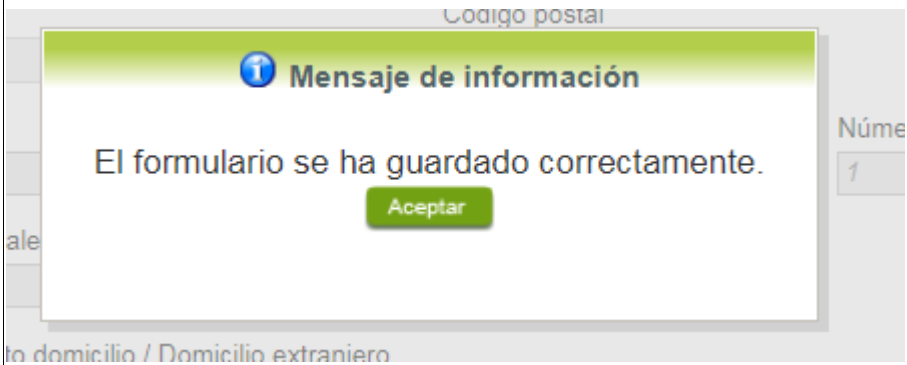 Código postal
Mensaje de información
El formulario se ha guardado correctamente.
Aceptar
Núme
1
ale
to domicilio / Domicilio extranjero